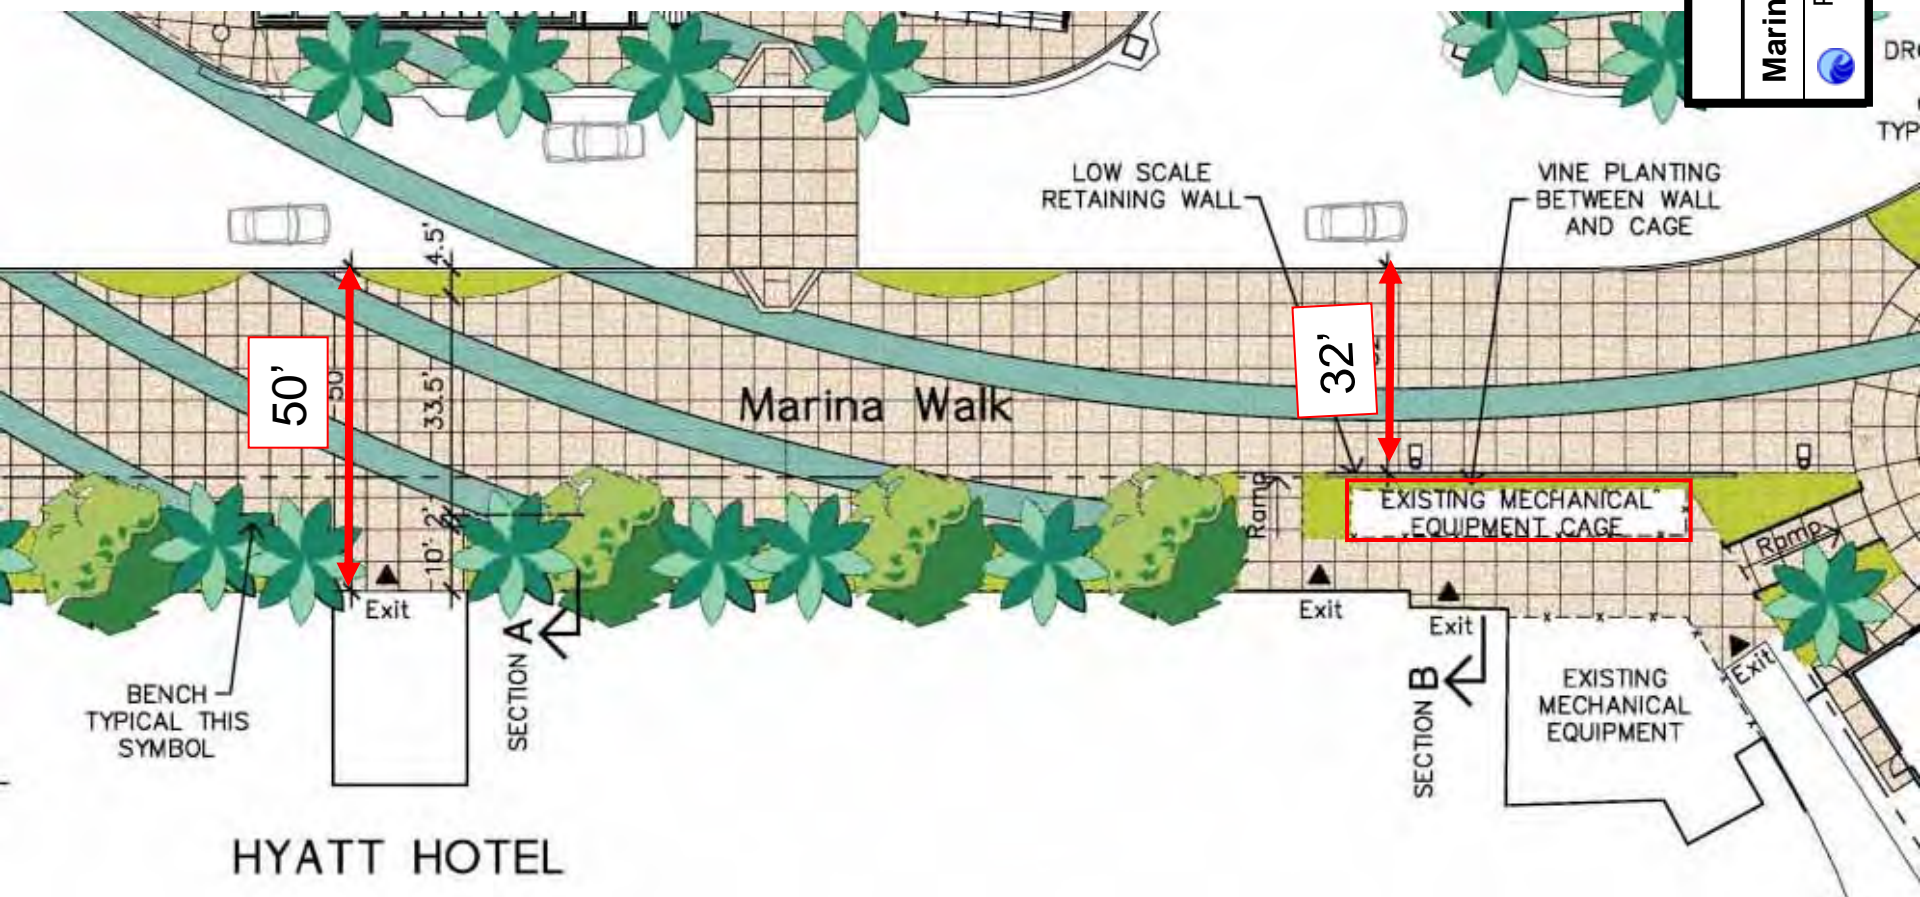 Marin
DR
TYP
LOW SCALE
RETAINING WALL
VINE PLANTING
BETWEEN WALL
AND CAGE
4.5'
50'
50'
33.5'
32'
Marina Walk
2'
10'
Ramp
EXISTING MECHANICAL
EQUIPMENT CAGE
Ramp
Exit
Exit
Exit
Exit
SECTION A
SECTION B
BENCH
TYPICAL THIS
SYMBOL
EXISTING
MECHANICAL
EQUIPMENT
HYATT HOTEL